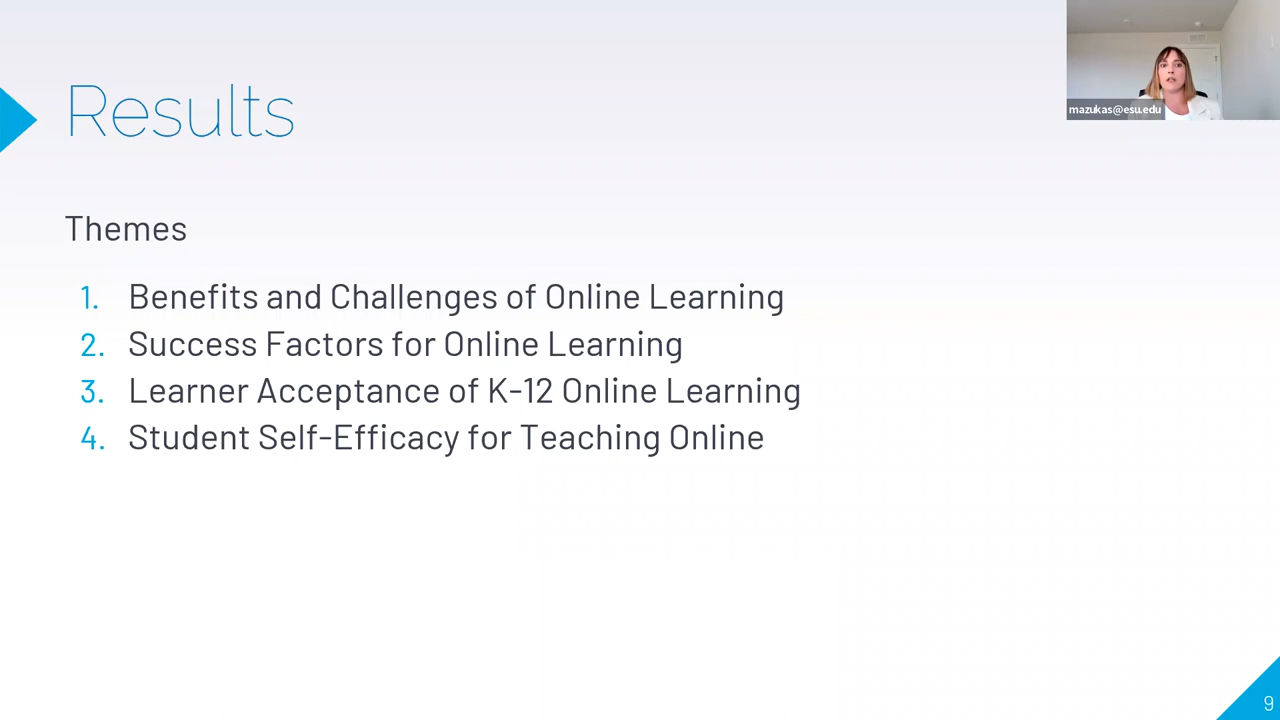 Results
mazukas@esu.edu
Themes
1. Benefits and Challenges of Online Learning
2. Success Factors for Online Learning
3. Learner Acceptance of K-12 Online Learning
4. Student Self-Efficacy for Teaching Online
9